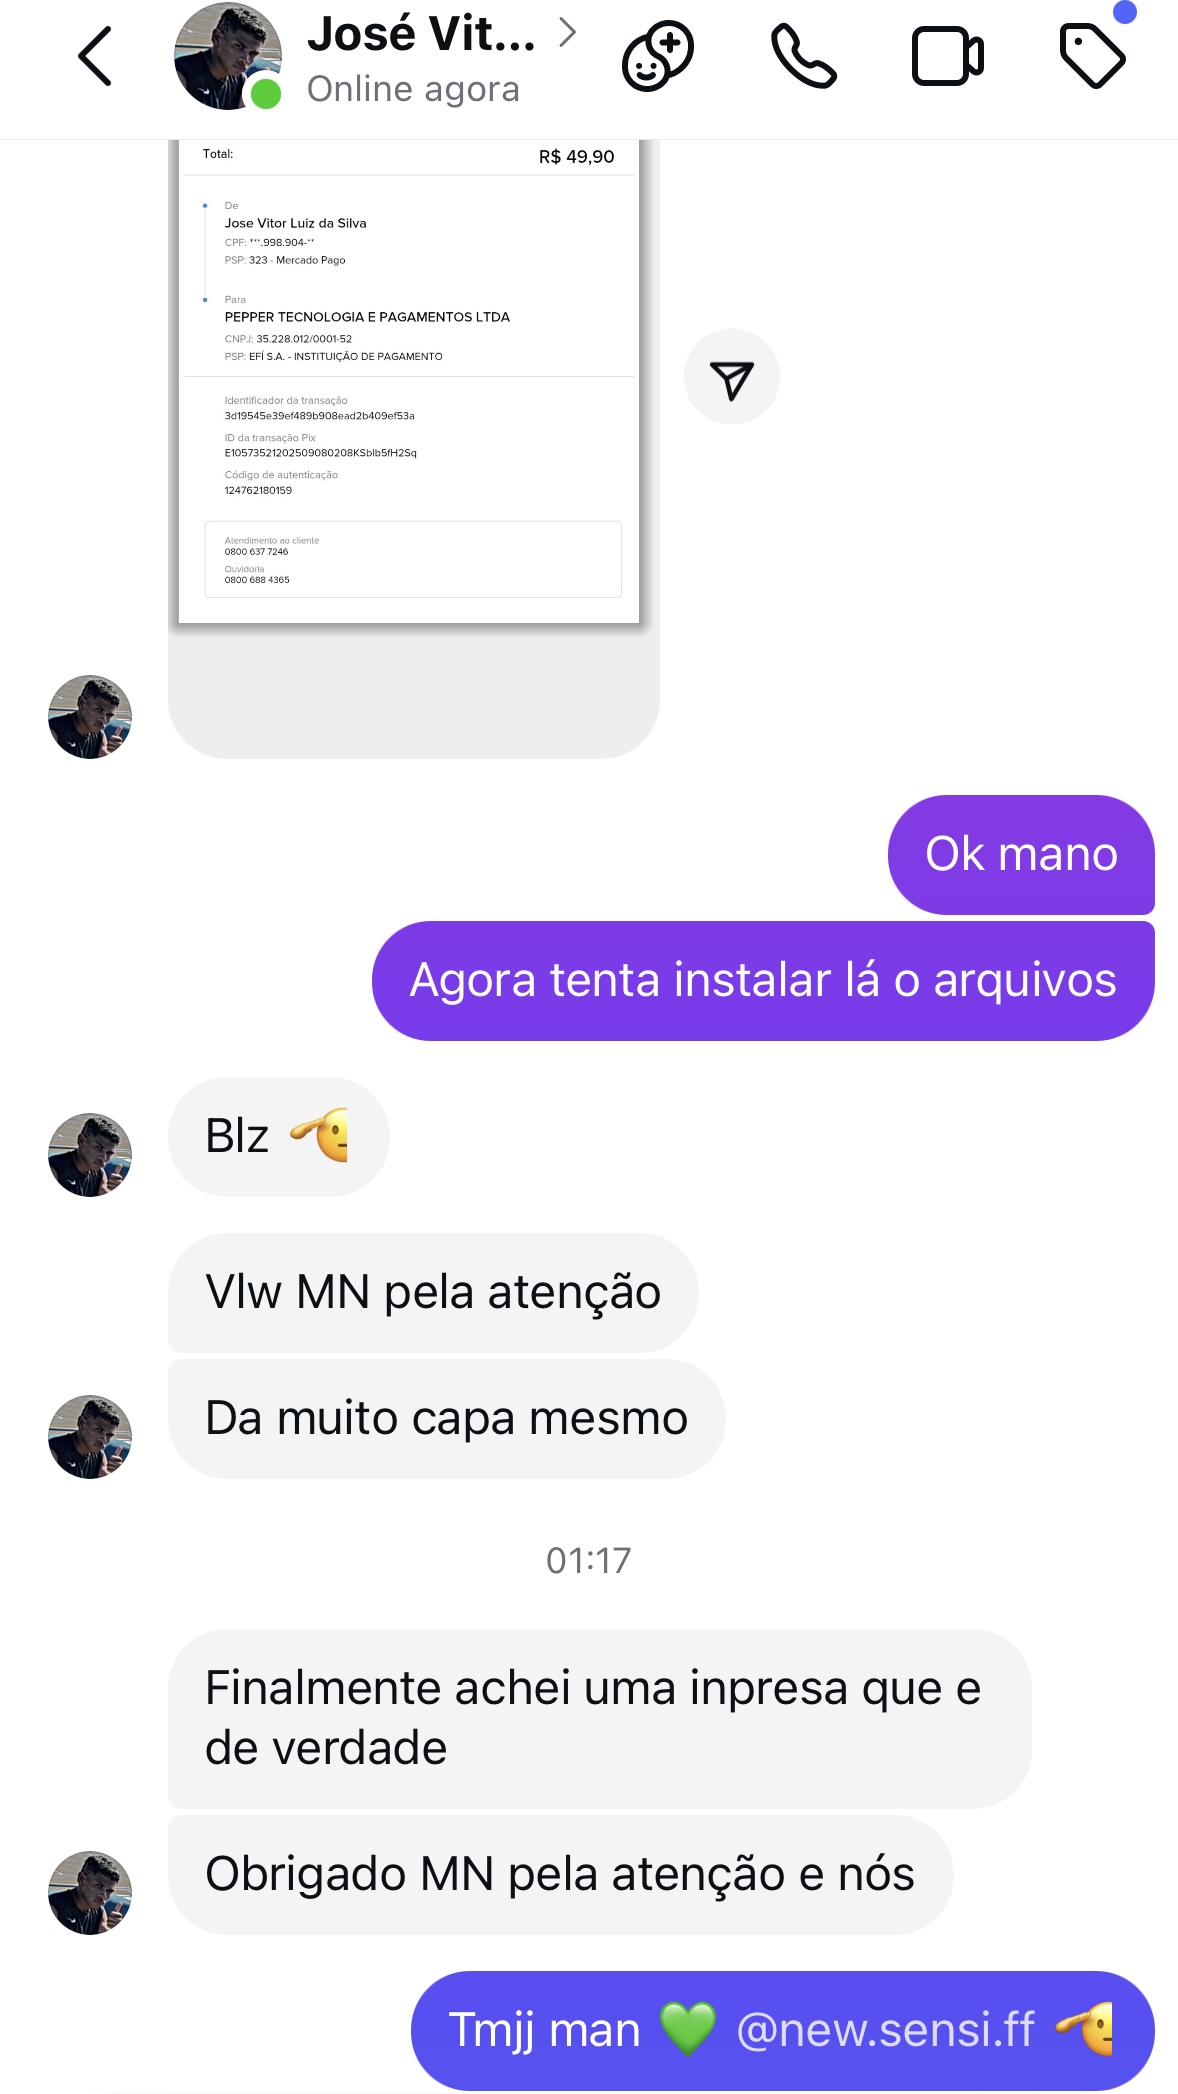 José Vit...
Online agora
Total:
R$ 49,90
De
Jose Vitor Luiz da Silva
CPF: ***.998.904-**
PSP: 323 - Mercado Pago
Para
PEPPER TECNOLOGIA E PAGAMENTOS LTDA
CNPJ: 35.228.012/0001-52
PSP: EFÍ S.A. - INSTITUIÇÃO DE PAGAMENTO
Identificador da transação
3d19545e39ef489b908ead2b409ef53a
ID da transação Pix
E10573521202509080208KSbIb5fH2Sq
Código de autenticação
124762180159
Atendimento ao cliente
0800 637 7246
Ouvidoria
0800 688 4365
Ok mano
Agora tenta instalar lá o arquivos
Blz
Vlw MN pela atenção
Da muito capa mesmo
01:17
Finalmente achei uma inpresa que e
de verdade
Obrigado MN pela atenção e nós
Tmjj man 💚 @new.sensi.ff